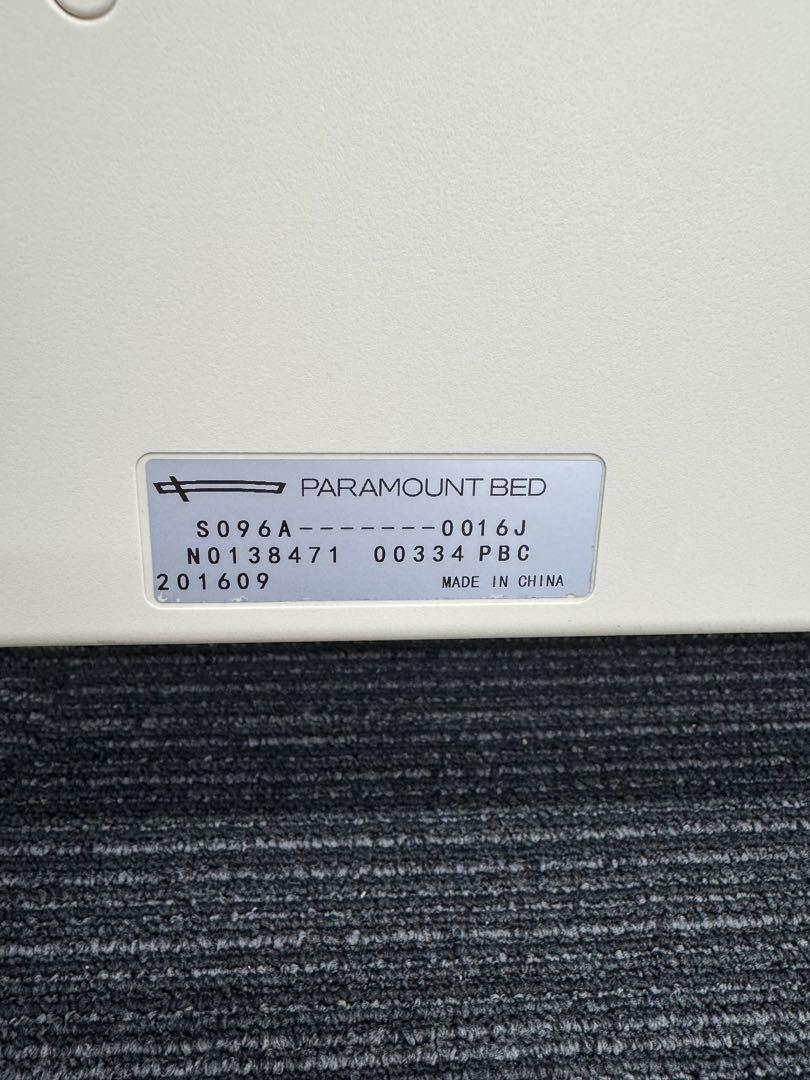 PARAMOUNT BED
S096A-------0016J
N0138471 00334 PBC
201609 MADE IN CHINA